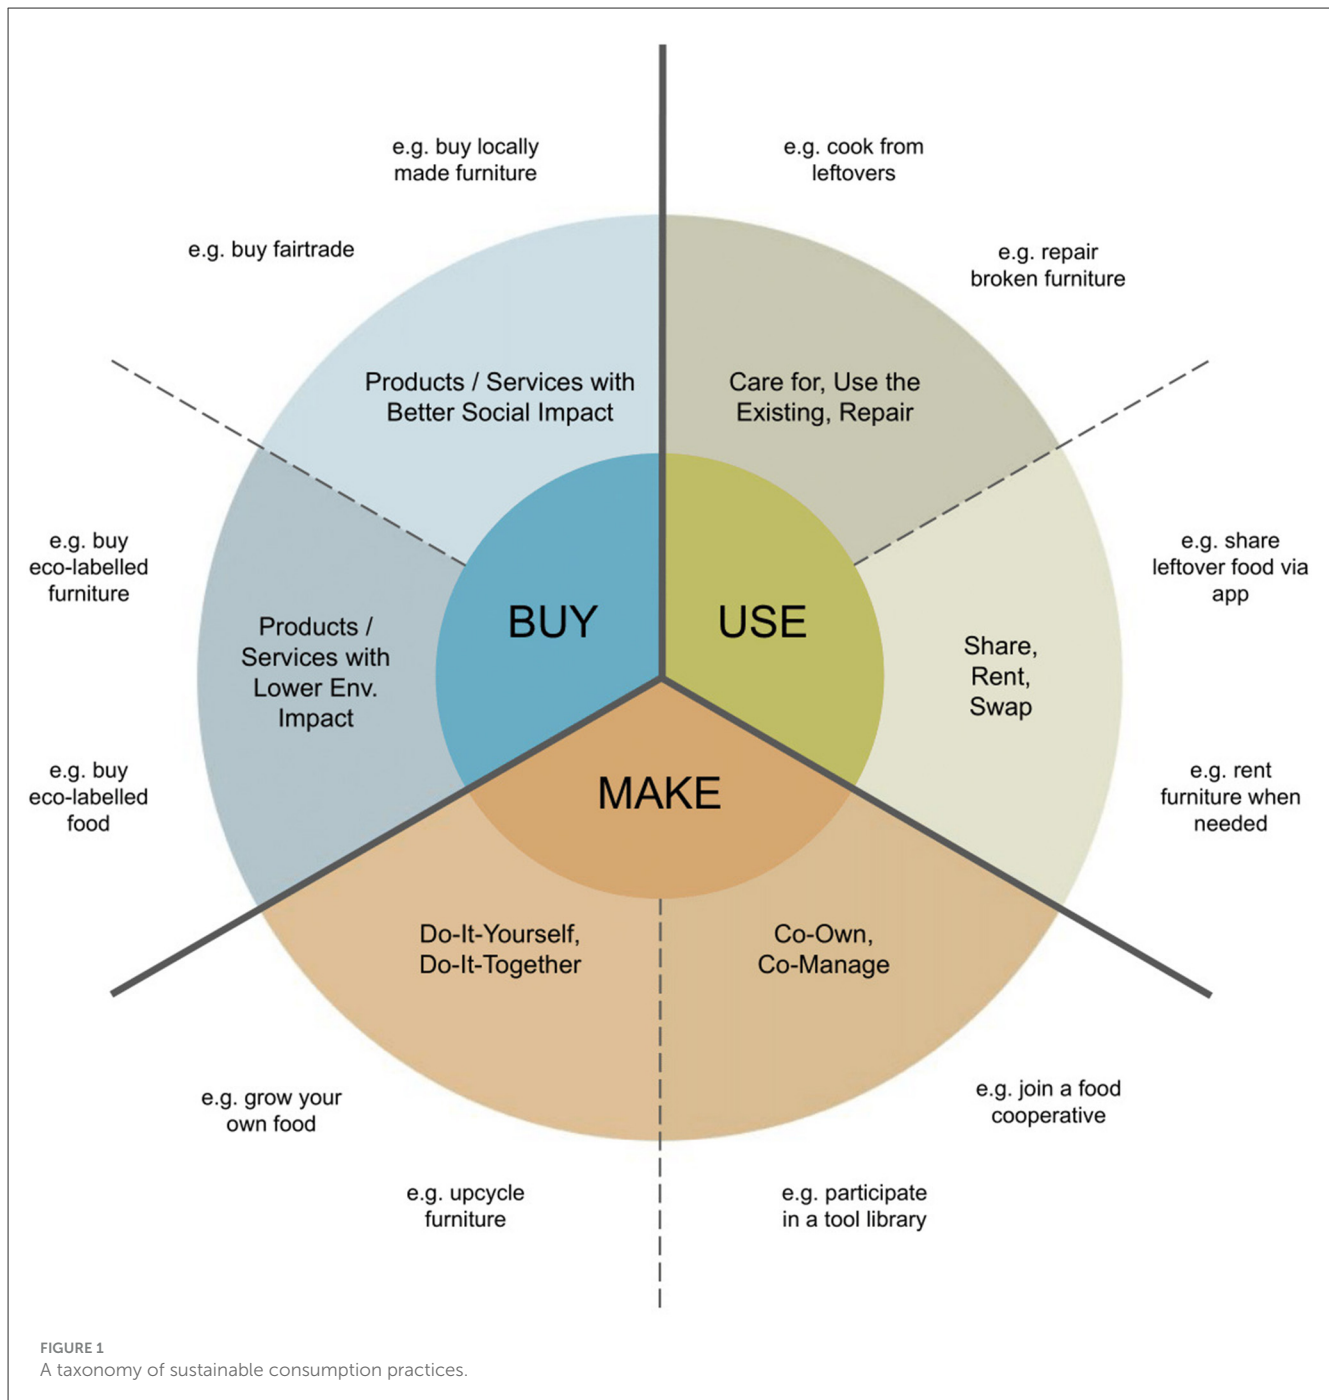 e.g. buy locally
made furniture
e.g. cook from
leftovers
e.g. buy fairtrade
e.g. repair
broken furniture
Products / Services with
Better Social Impact
Care for, Use the
Existing, Repair
e.g. buy
eco-labelled
furniture
e.g. share
leftover food via
app
BUY
USE
Products /
Services with
Lower Env.
Impact
Share,
Rent,
Swap
e.g. buy
eco-labelled
food
e.g. rent
furniture when
needed
MAKE
Do-It-Yourself,
Do-It-Together
Co-Own,
Co-Manage
e.g. grow your
own food
e.g. join a food
cooperative
e.g. upcycle
furniture
e.g. participate
in a tool library
FIGURE 1
A taxonomy of sustainable consumption practices.